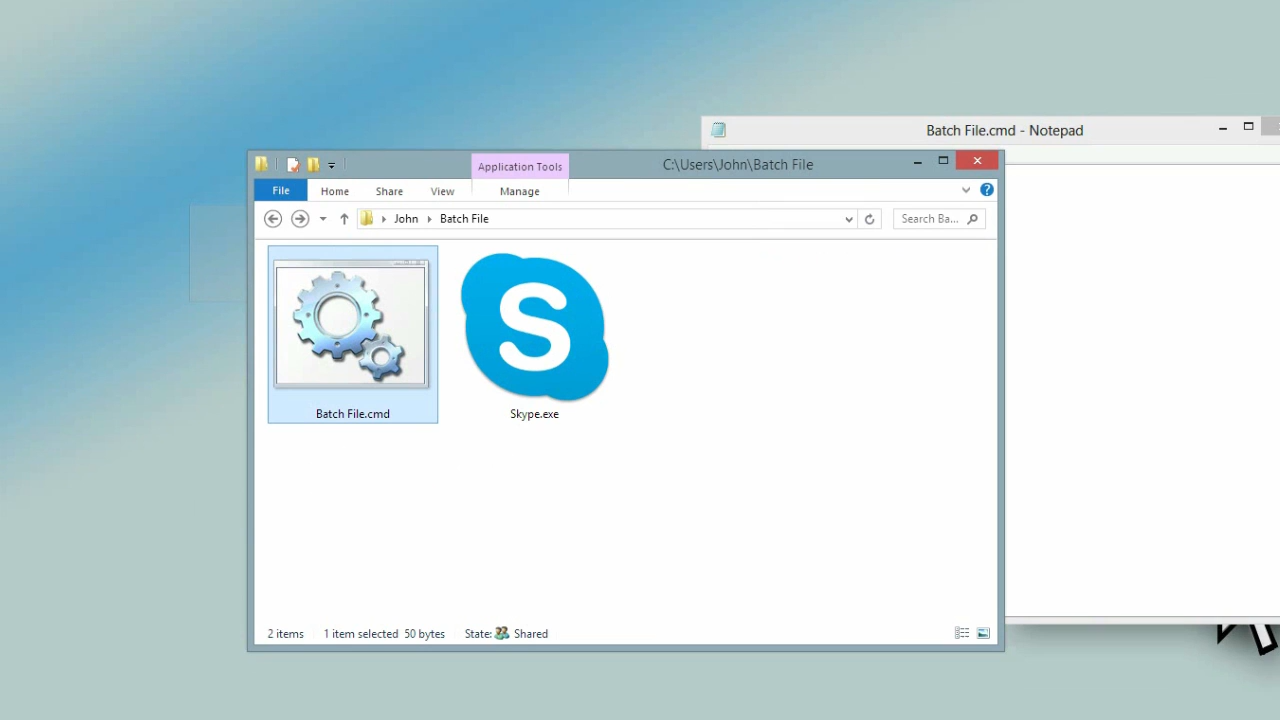 Batch File.cmd - Notepad
Application Tools
C:\Users\John\Batch File
File
Home
Share
View
Manage
John
Batch File
Search Ba...
S
Batch File.cmd
Skype.exe
2 items
1 item selected
50 bytes
State:
Shared